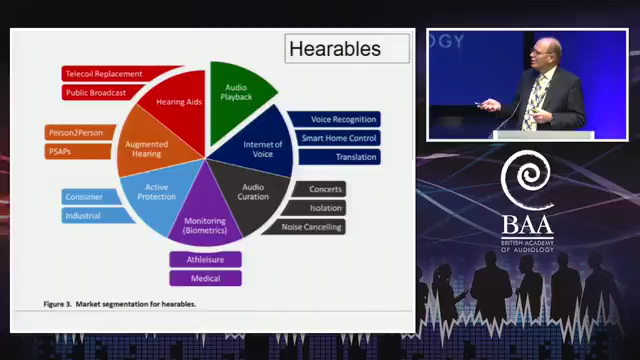 Hearables
Telecoil Replacement
Public Broadcast
Hearing Aids
Audio
Playback
Person2Person
PSAPs
Augmented
Hearing
Internet of
Voice
Voice Recognition
Smart Home Control
Translation
Consumer
Industrial
Active
Protection
Audio
Curation
Concerts
Isolation
Noise Cancelling
Monitoring
(Biometrics)
Athleisure
Medical
Figure 3. Market segmentation for hearables.
OLOGY
BAA
BRITISH ACADEMY
OF AUDIOLOGY